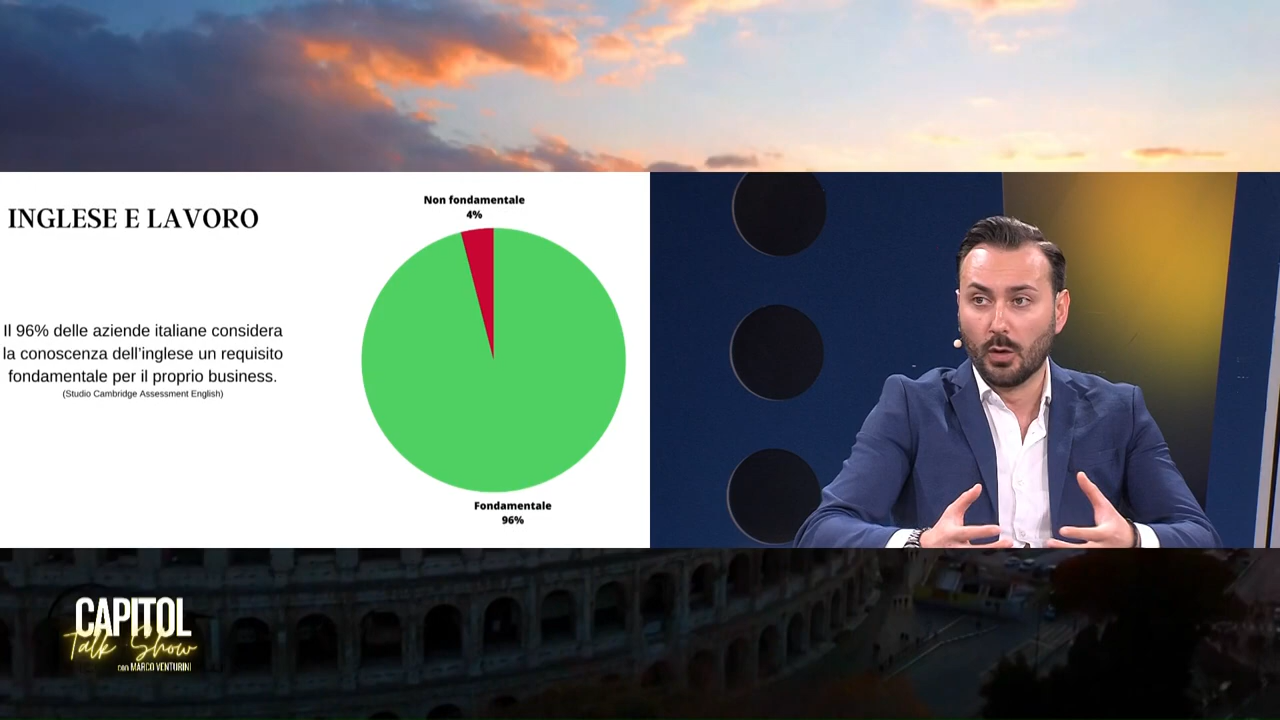 INGLESE E LAVORO
Il 96% delle aziende italiane considera
la conoscenza dell'inglese un requisito
fondamentale per il proprio business.
(Studio Cambridge Assessment English)
Non fondamentale
4%
Fondamentale
96%
CAPITOL
Talk Show
con MARCO VENTURINI